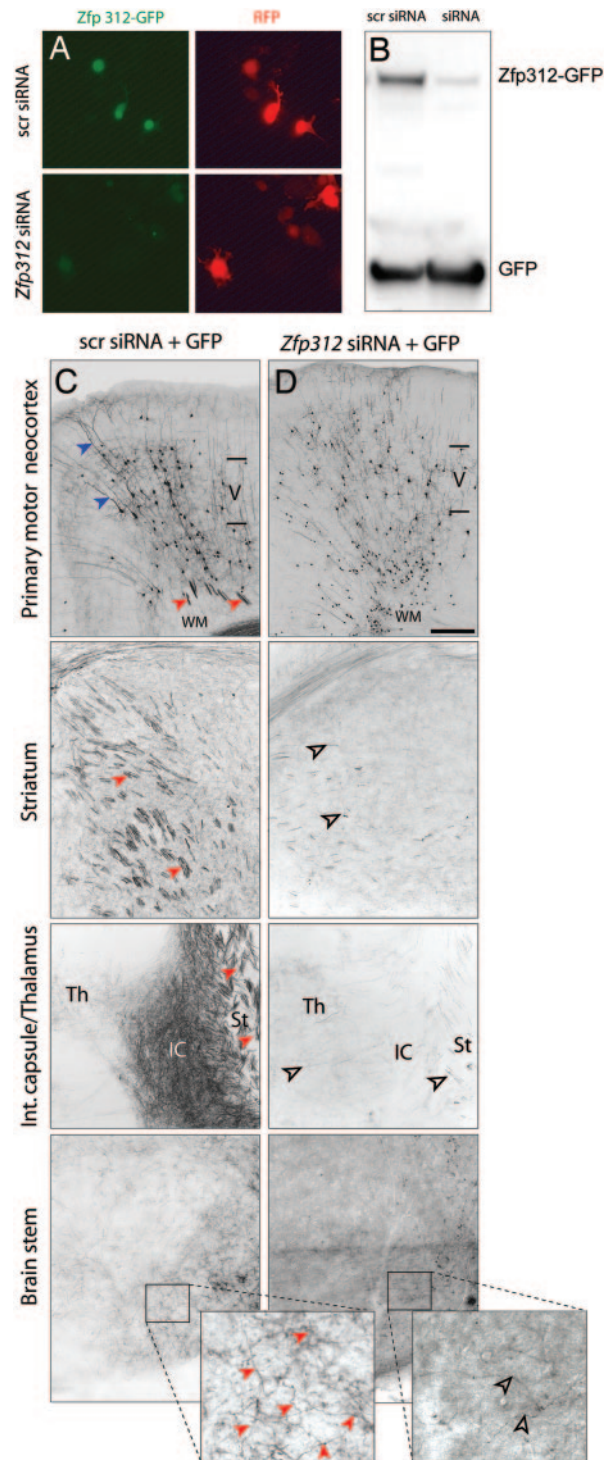 Zfp 312-GFP
RFP
A
scr siRNA
Zfp312 siRNA
scr siRNA siRNA
B
Zfp312-GFP
GFP
scr siRNA + GFP
Zfp312 siRNA + GFP
C
D
Primary motor neocortex
V
WM
V
WM
Striatum
Int. capsule/Thalamus
Th
IC
St
Th
IC
St
Brain stem